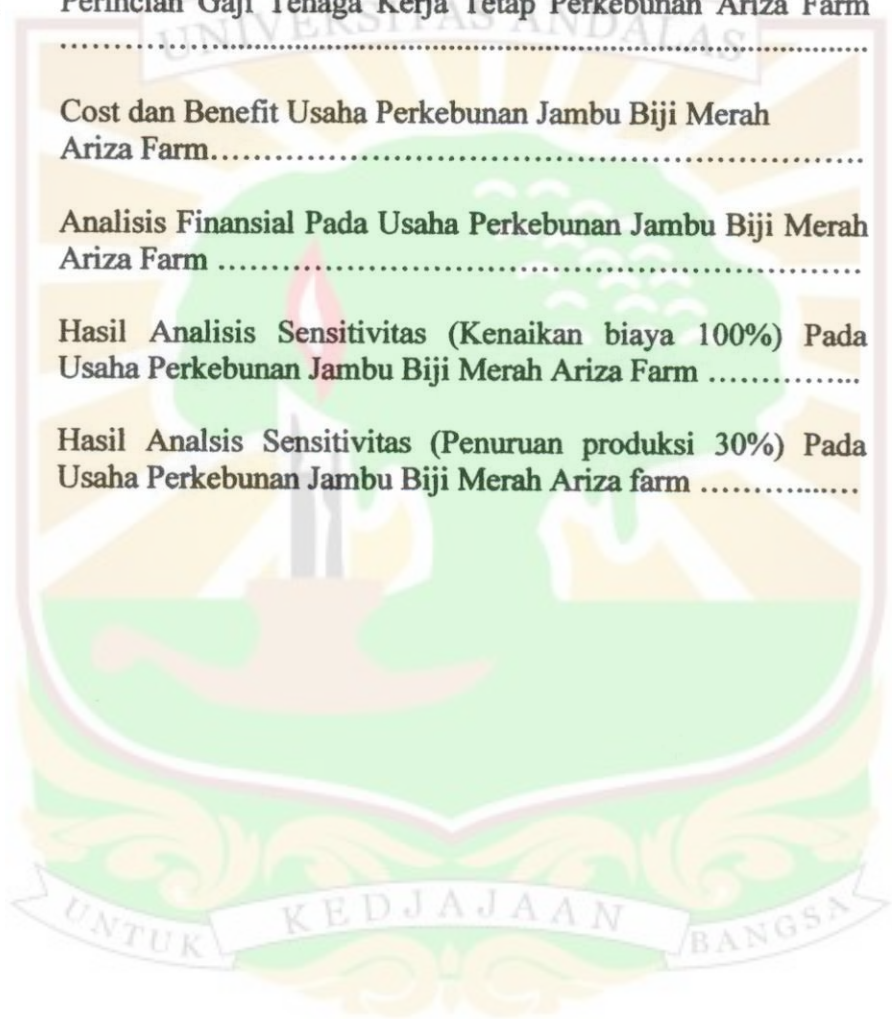 Perincian Gaji Tenaga Kerja Tetap Perkebunan Ariza Farm
UNIVERSITAS ANDALAS
........................................................................................
Cost dan Benefit Usaha Perkebunan Jambu Biji Merah
Ariza Farm.......................................................................
Analisis Finansial Pada Usaha Perkebunan Jambu Biji Merah
Ariza Farm ......................................................................
Hasil Analisis Sensitivitas (Kenaikan biaya 100%) Pada
Usaha Perkebunan Jambu Biji Merah Ariza Farm ...............
Hasil Analsis Sensitivitas (Penuruan produksi 30%) Pada
Usaha Perkebunan Jambu Biji Merah Ariza farm .................
UNTUK KEDJAJAAN BANGSA